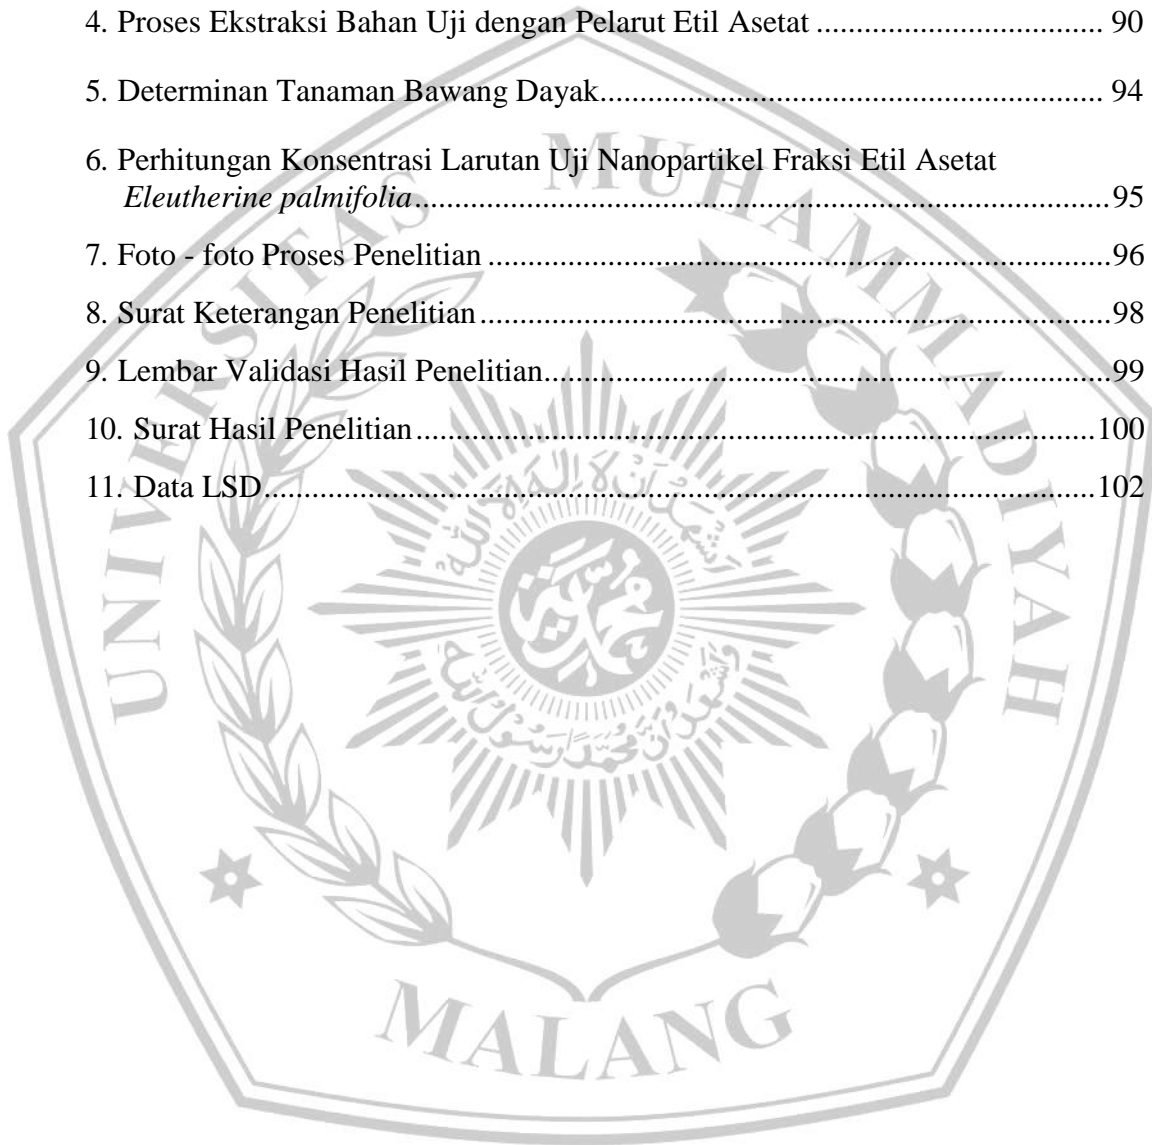 4. Proses Ekstraksi Bahan Uji dengan Pelarut Etil Asetat .................................. 90
5. Determinan Tanaman Bawang Dayak............................................................ 94
6. Perhitungan Konsentrasi Larutan Uji Nanopartikel Fraksi Etil Asetat
Eleutherine palmifolia...................................................................................95
7. Foto - foto Proses Penelitian ..........................................................................96
8. Surat Keterangan Penelitian...........................................................................98
9. Lembar Validasi Hasil Penelitian...................................................................99
10. Surat Hasil Penelitian.................................................................................100
11. Data LSD...................................................................................................102
UNIVERSITAS MUHAMMADIYAH
MALANG